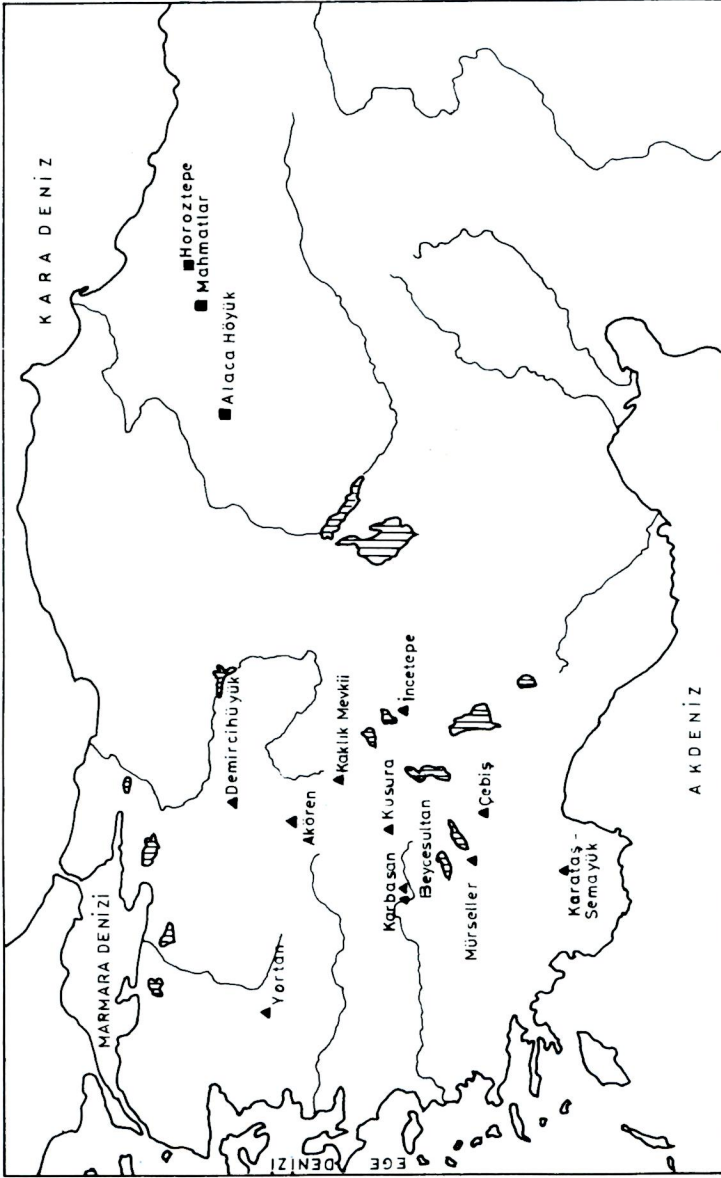 KARA DENİZ
MARMARA DENİZİ
EGE DENİZİ
AKDENİZ
Horoztepe
Mahmatlar
Alaca Höyük
Demircihüyük
Yortan
Akören
Kaklık Mevkii
Kusura
İncetepe
Karbasan
Beycesultan
Mürseller
Çebiş
Karataş-
Semayük